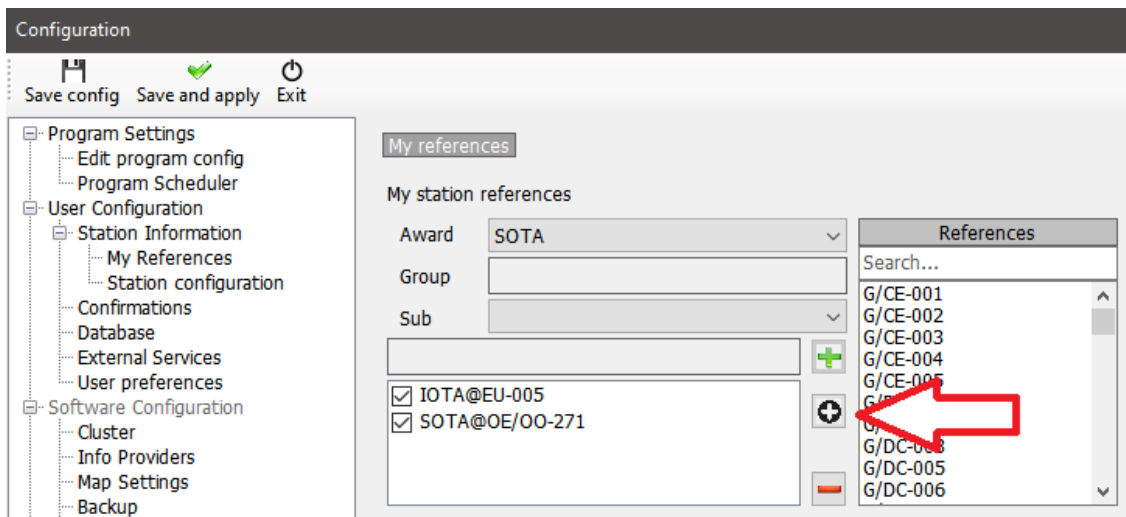 Configuration
Save config Save and apply Exit
Program Settings
Edit program config
Program Scheduler
User Configuration
Station Information
My References
Station configuration
Confirmations
Database
External Services
User preferences
Software Configuration
Cluster
Info Providers
Map Settings
Backup
My references
My station references
Award SOTA
Group
Sub
IOTA@EU-005
SOTA@OE/OO-271
References
Search...
G/CE-001
G/CE-002
G/CE-003
G/CE-004
G/CE-005
G/DC-005
G/DC-006